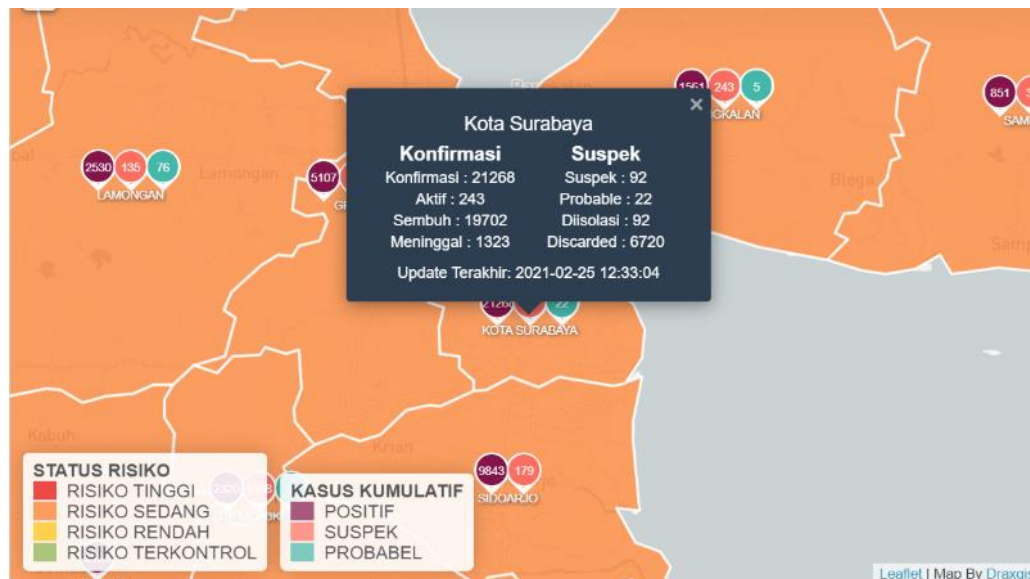 Kota Surabaya
Konfirmasi
Konfirmasi : 21268
Aktif : 243
Sembuh : 19702
Meninggal : 1323
Suspek
Suspek : 92
Probable : 22
Diisolasi : 92
Discarded : 6720
Update Terakhir: 2021-02-25 12:33:04
1561 243 5
851
2530 135 76
LAMONGAN
Lamongan
5107
Blega
21268 22
KOTA SURABAYA
Kabuh
Krian
9843 179
SIDOARJO
STATUS RISIKO
RISIKO TINGGI
RISIKO SEDANG
RISIKO RENDAH
RISIKO TERKONTROL
KASUS KUMULATIF
POSITIF
SUSPEK
PROBABEL
Leaflet | Map By Draxgis